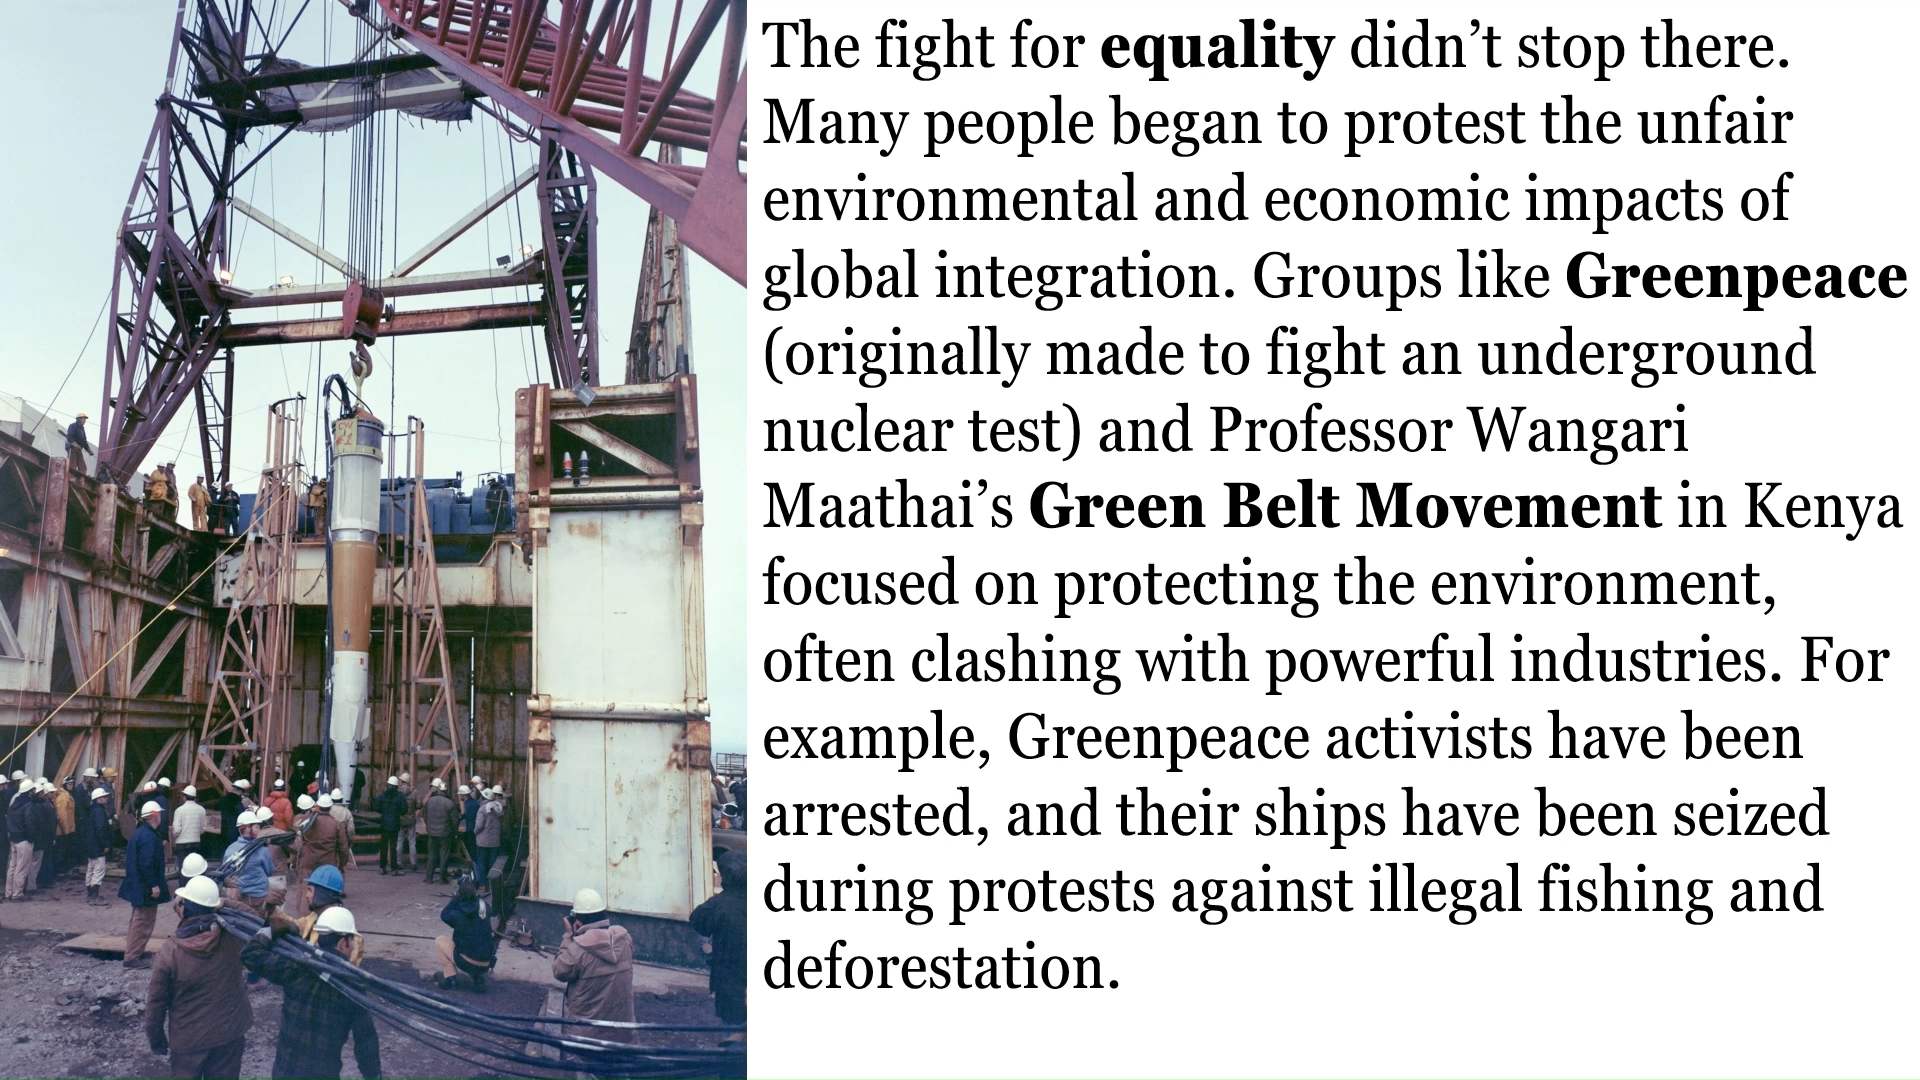 The fight for equality didn’t stop there.
Many people began to protest the unfair
environmental and economic impacts of
global integration. Groups like Greenpeace
(originally made to fight an underground
nuclear test) and Professor Wangari
Maathai’s Green Belt Movement in Kenya
focused on protecting the environment,
often clashing with powerful industries. For
example, Greenpeace activists have been
arrested, and their ships have been seized
during protests against illegal fishing and
deforestation.